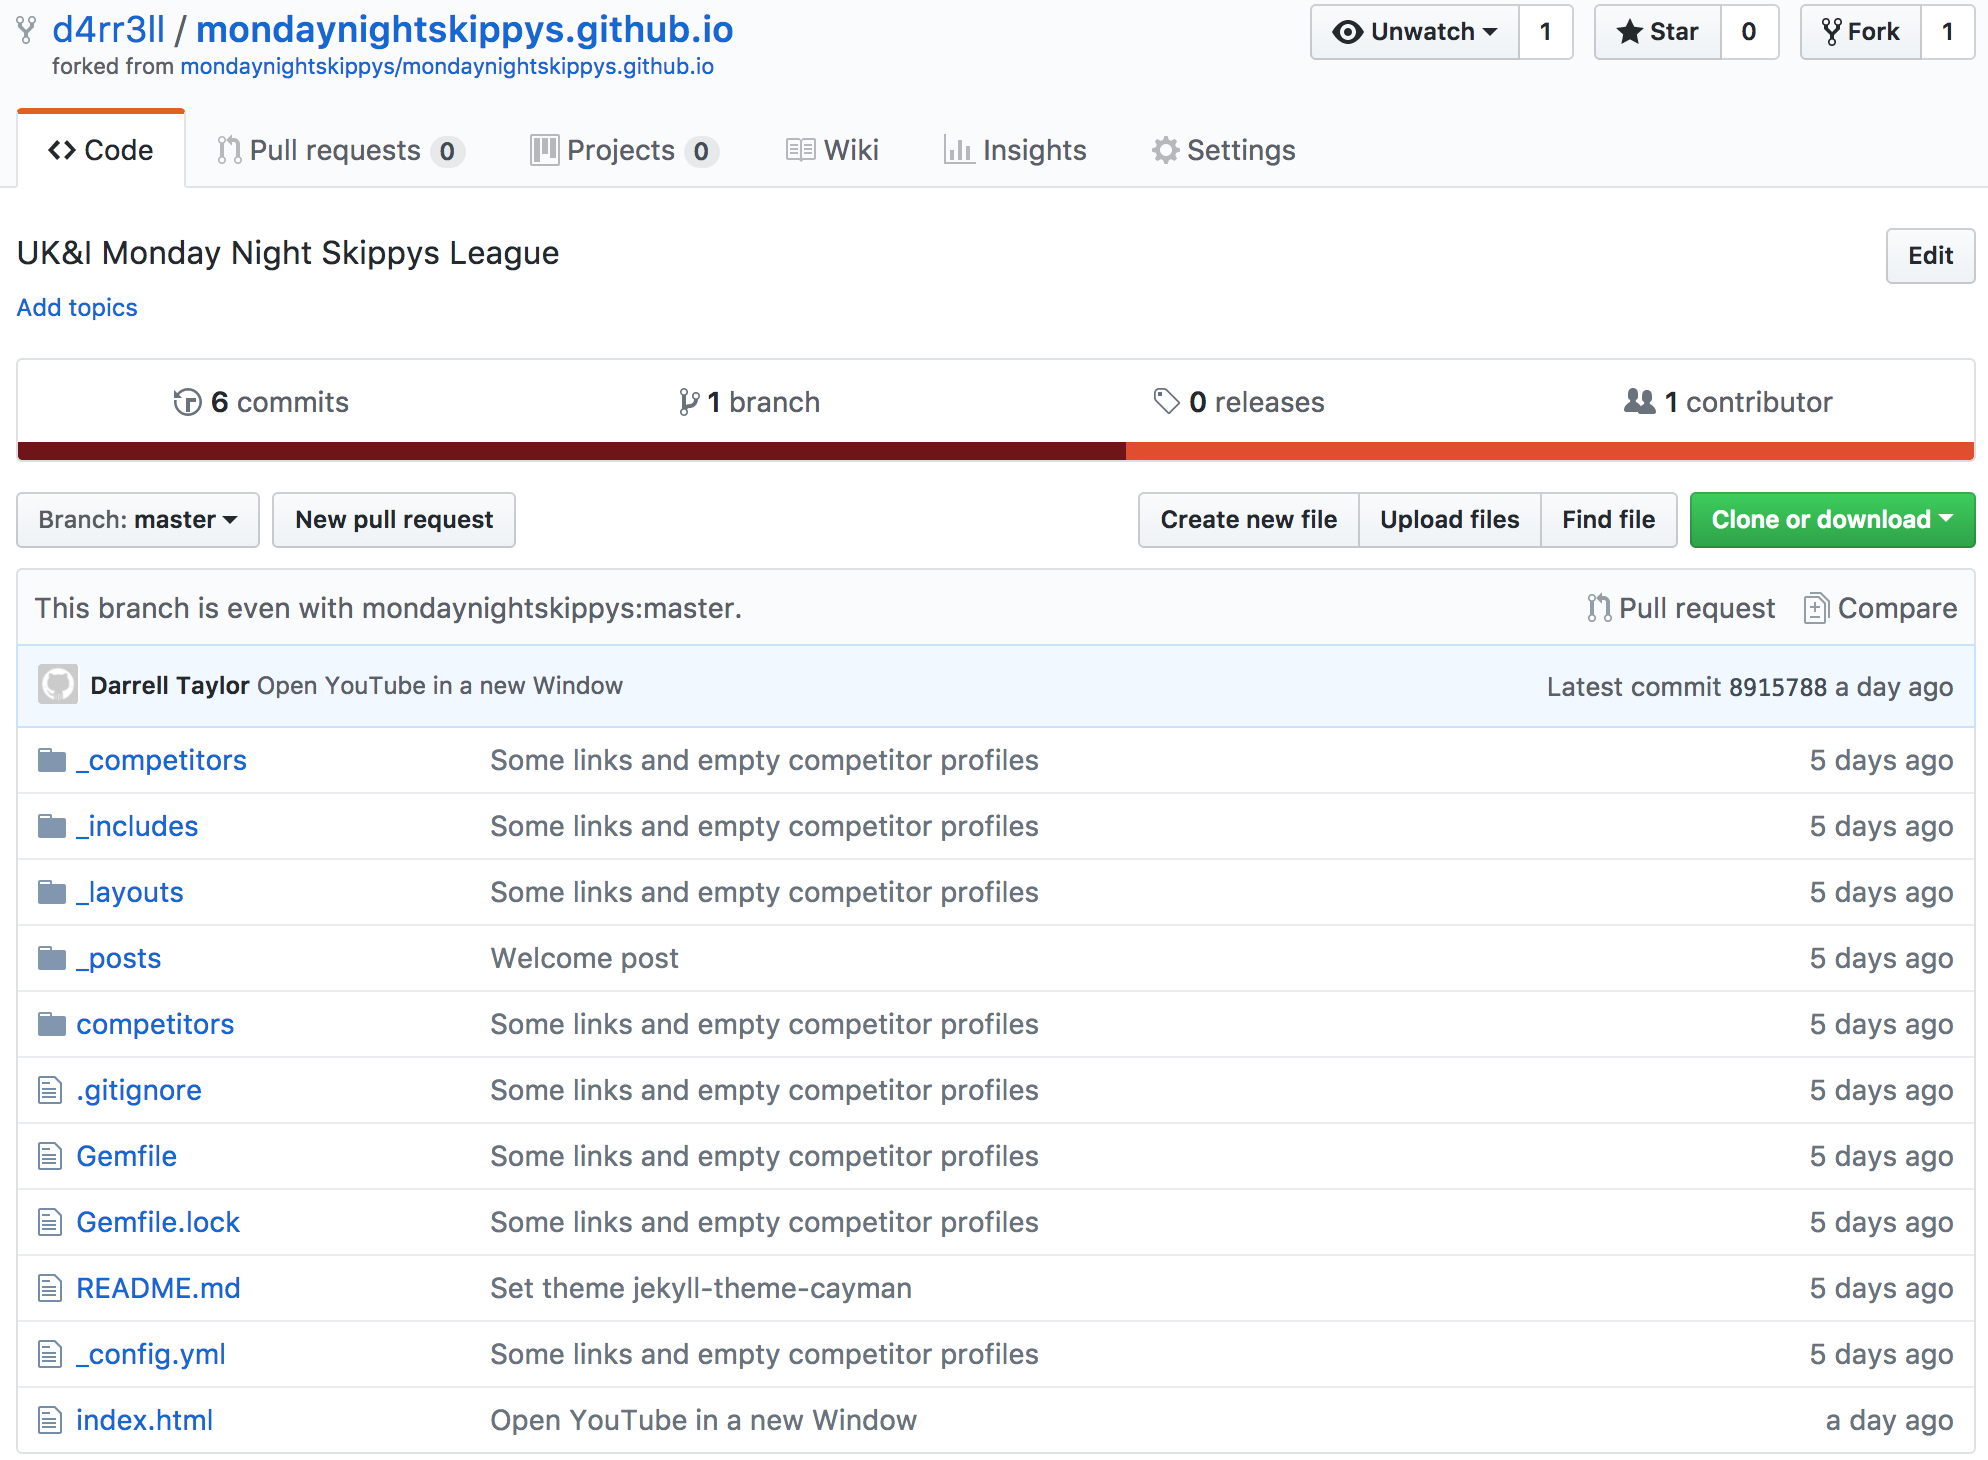 d4rr3ll / mondaynightskippys.github.io
Unwatch 1 Star 0 Fork 1
forked from mondaynightskippys/mondaynightskippys.github.io
Code Pull requests 0 Projects 0 Wiki Insights Settings
UK&I Monday Night Skippys League
Edit
Add topics
6 commits 1 branch 0 releases 1 contributor
Branch: master New pull request Create new file Upload files Find file Clone or download
This branch is even with mondaynightskippys:master. Pull request Compare
Darrell Taylor Open YouTube in a new Window Latest commit 8915788 a day ago
_competitors Some links and empty competitor profiles 5 days ago
_includes Some links and empty competitor profiles 5 days ago
_layouts Some links and empty competitor profiles 5 days ago
_posts Welcome post 5 days ago
competitors Some links and empty competitor profiles 5 days ago
.gitignore Some links and empty competitor profiles 5 days ago
Gemfile Some links and empty competitor profiles 5 days ago
Gemfile.lock Some links and empty competitor profiles 5 days ago
README.md Set theme jekyll-theme-cayman 5 days ago
_config.yml Some links and empty competitor profiles 5 days ago
index.html Open YouTube in a new Window a day ago